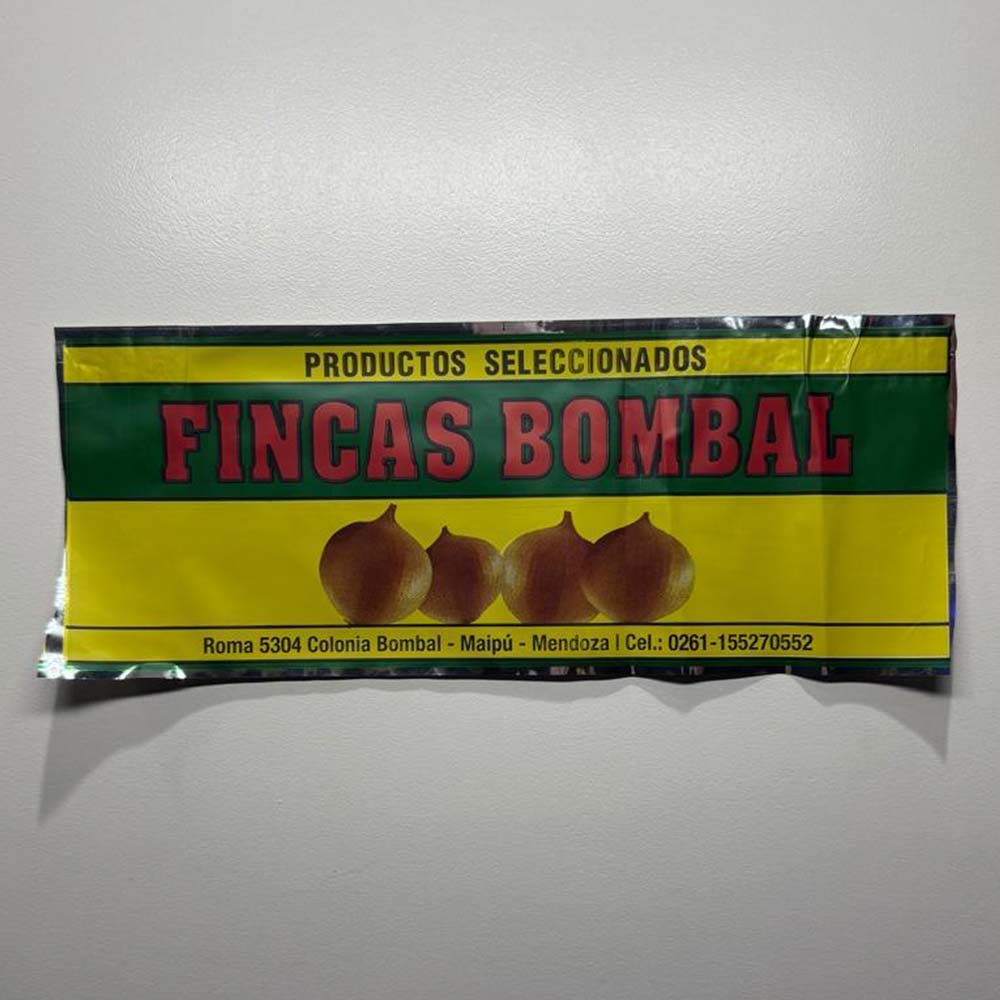 PRODUCTOS SELECCIONADOS
FINCAS BOMBAL
Roma 5304 Colonia Bombal - Maipú - Mendoza | Cel.: 0261-155270552